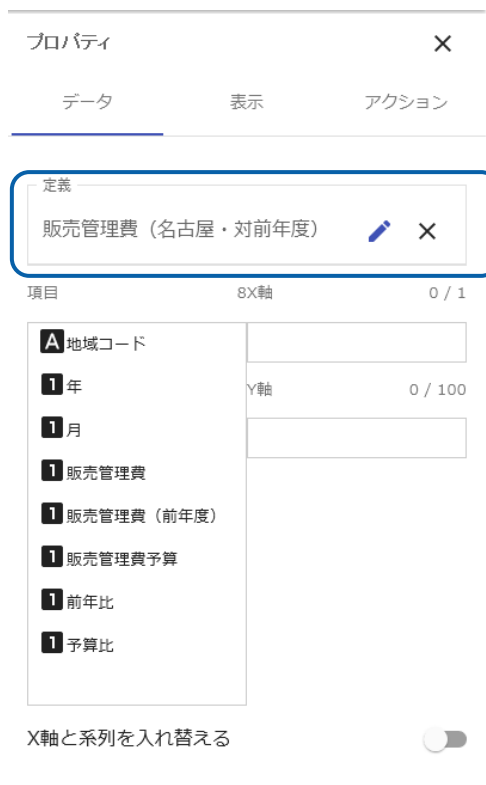 プロパティ
データ 表示 アクション
定義
販売管理費（名古屋・対前年度）
項目 8X軸 0 / 1
A 地域コード
1 年
Y軸 0 / 100
1 月
1 販売管理費
1 販売管理費（前年度）
1 販売管理費予算
1 前年比
1 予算比
X軸と系列を入れ替える